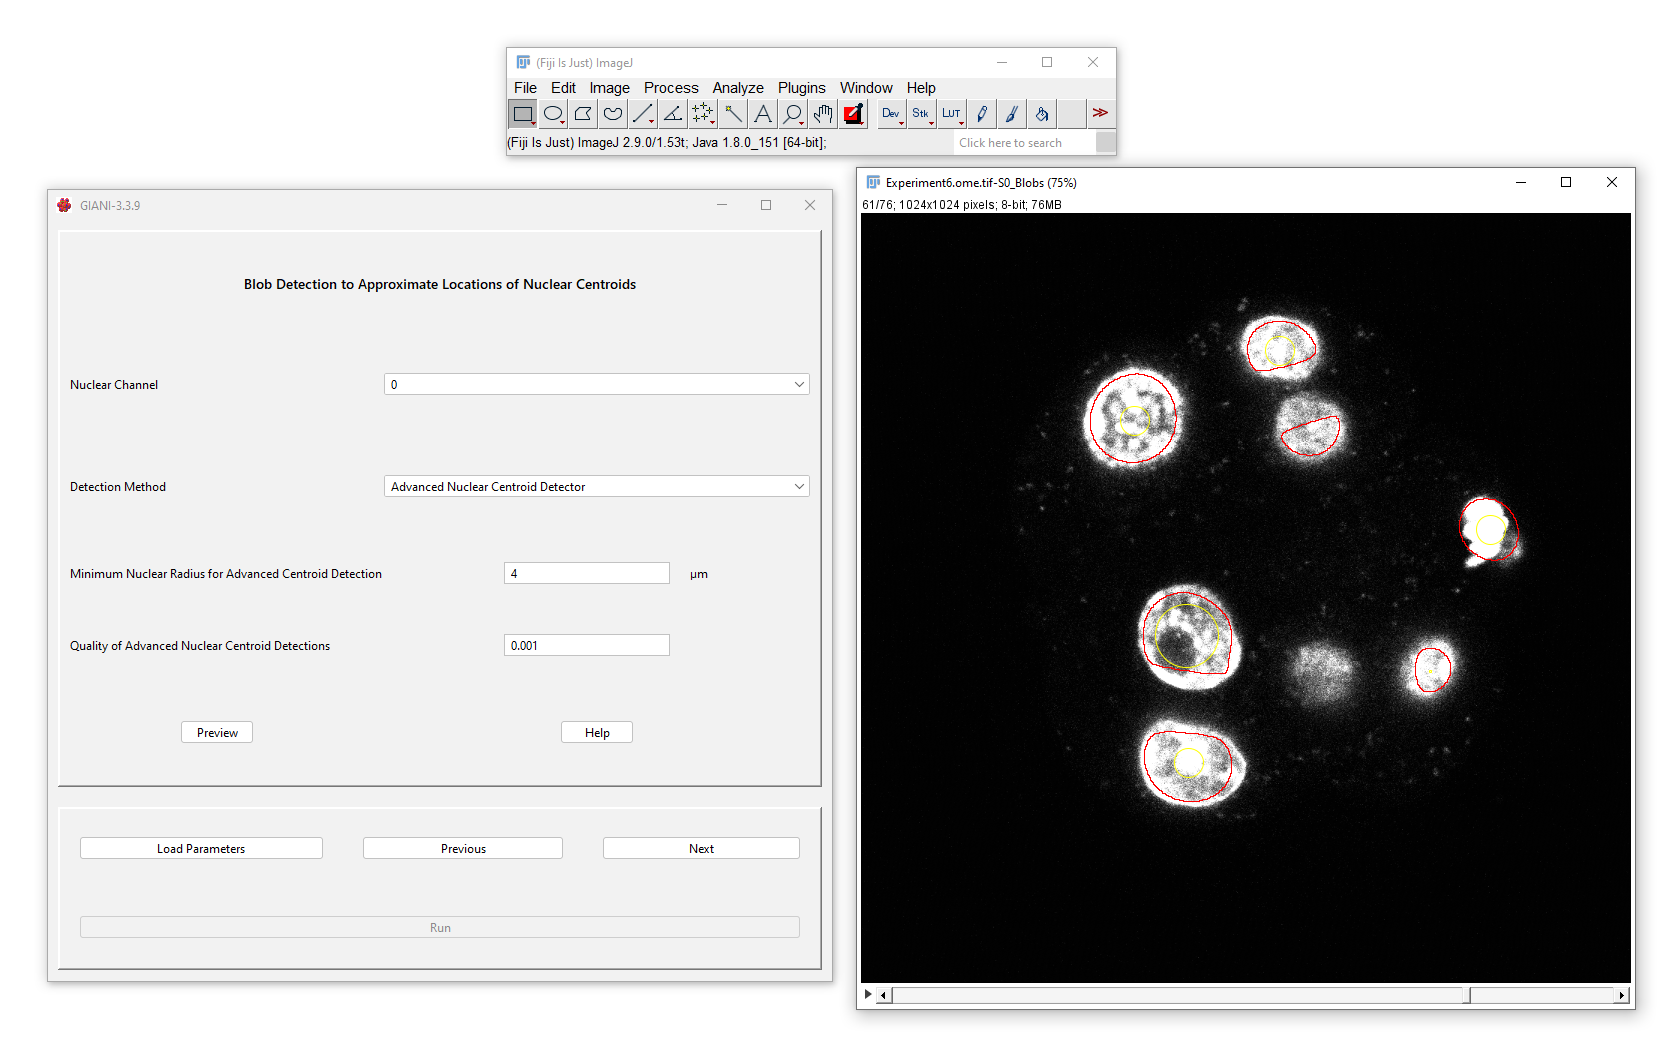 (Fiji Is Just) ImageJ
File Edit Image Process Analyze Plugins Window Help
Dev Stk LUT >>
(Fiji Is Just) ImageJ 2.9.0/1.53t; Java 1.8.0_151 [64-bit];
Click here to search
GIANI-3.3.9
Blob Detection to Approximate Locations of Nuclear Centroids
Nuclear Channel
0
Detection Method
Advanced Nuclear Centroid Detector
Minimum Nuclear Radius for Advanced Centroid Detection
4
µm
Quality of Advanced Nuclear Centroid Detections
0.001
Preview
Help
Load Parameters
Previous
Next
Run
Experiment6.ome.tif-S0_Blobs (75%)
61/76; 1024x1024 pixels; 8-bit; 76MB